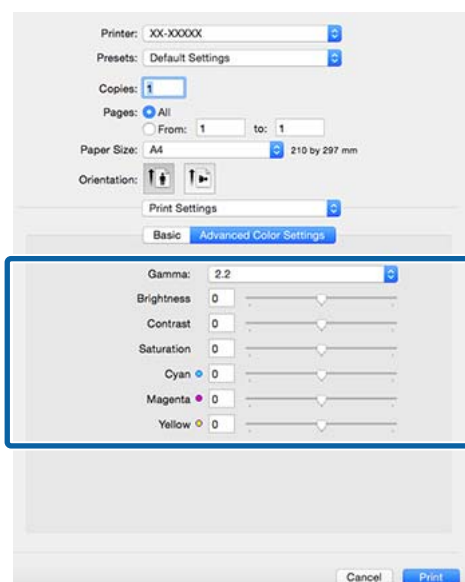 Printer: XX-XXXXX
Presets: Default Settings
Copies: 1
Pages: All
From: 1 to: 1
Paper Size: A4 210 by 297 mm
Orientation:
Print Settings
Basic Advanced Color Settings
Gamma: 2.2
Brightness 0
Contrast 0
Saturation 0
Cyan 0
Magenta 0
Yellow 0
Cancel Print